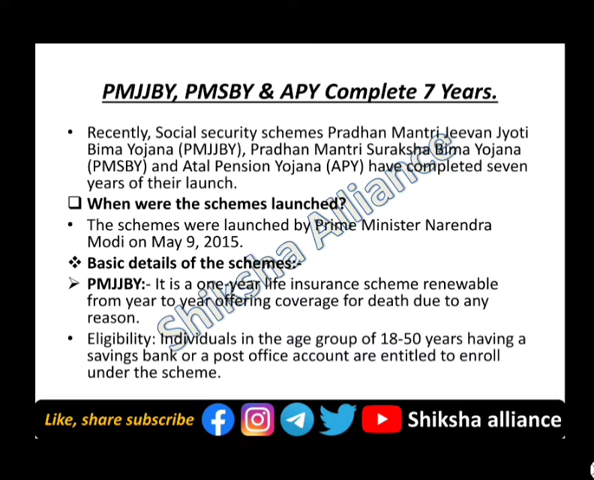 PMJJBY, PMSBY & APY Complete 7 Years.
• Recently, Social security schemes Pradhan Mantri Jeevan Jyoti
Bima Yojana (PMJJBY), Pradhan Mantri Suraksha Bima Yojana
(PMSBY) and Atal Pension Yojana (APY) have completed seven
years of their launch.
❑ When were the schemes launched?
• The schemes were launched by Prime Minister Narendra
Modi on May 9, 2015.
❖ Basic details of the schemes:-
➢ PMJJBY:- It is a one-year life insurance scheme renewable
from year to year offering coverage for death due to any
reason.
• Eligibility: Individuals in the age group of 18-50 years having a
savings bank or a post office account are entitled to enroll
under the scheme.
Shiksha Alliance
Like, share subscribe Shiksha alliance